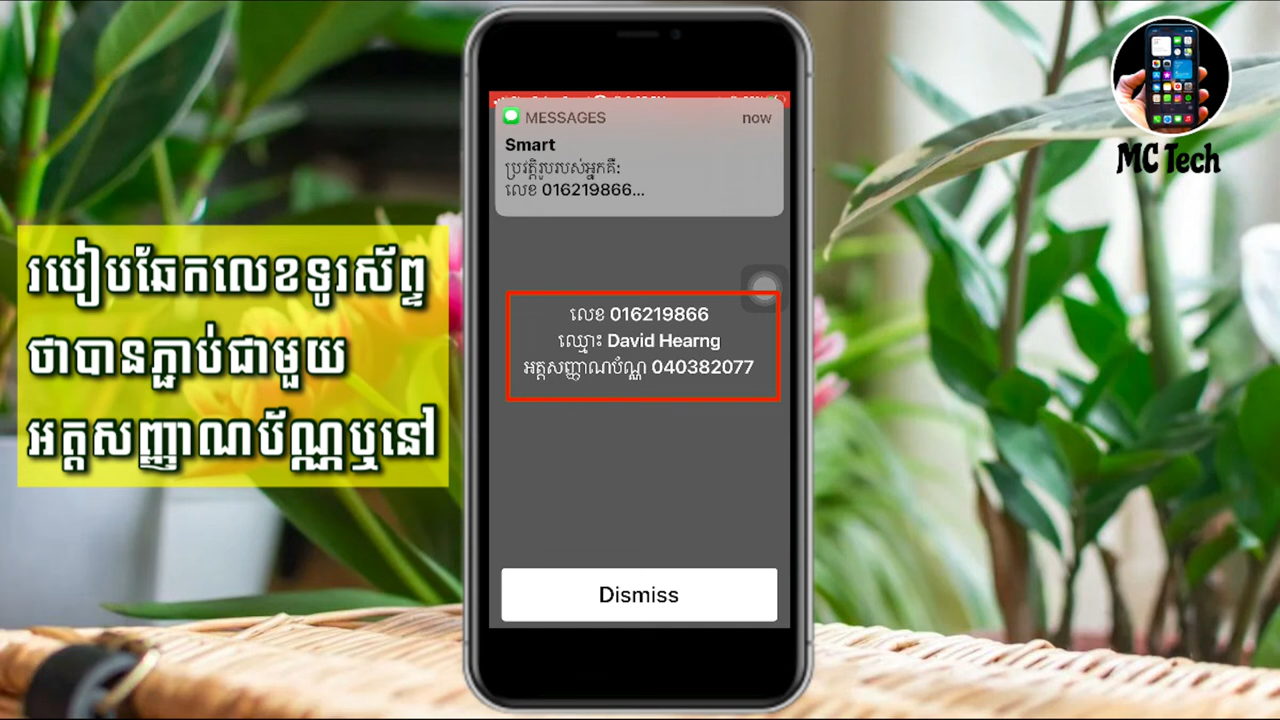 របៀបឆែកលេខទូរស័ព្ទ
ថាបានភ្ជាប់ជាមួយ
អត្តសញ្ញាណប័ណ្ណឬនៅ
MESSAGES now
Smart
ប្រវត្តិរូបរបស់អ្នកគឺ:
លេខ 016219866...
លេខ 016219866
ឈ្មោះ David Hearng
អត្តសញ្ញាណប័ណ្ណ 040382077
Dismiss
MC Tech